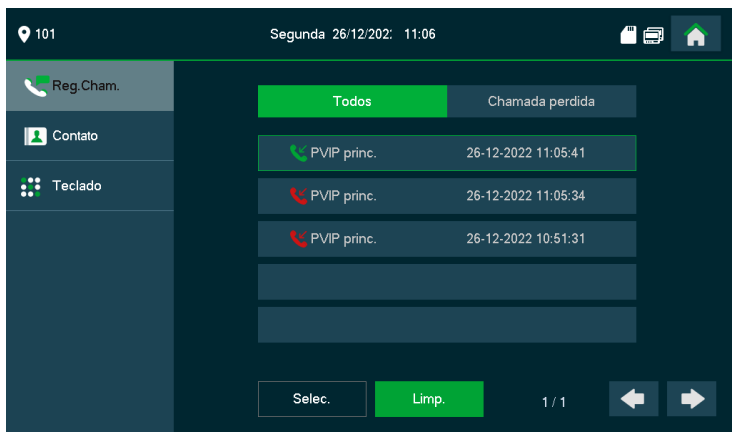 101
Segunda 26/12/202: 11:06
Reg.Cham.
Contato
Teclado
Todos
Chamada perdida
PVIP princ. 26-12-2022 11:05:41
PVIP princ. 26-12-2022 11:05:34
PVIP princ. 26-12-2022 10:51:31
Selec.
Limp.
1 / 1